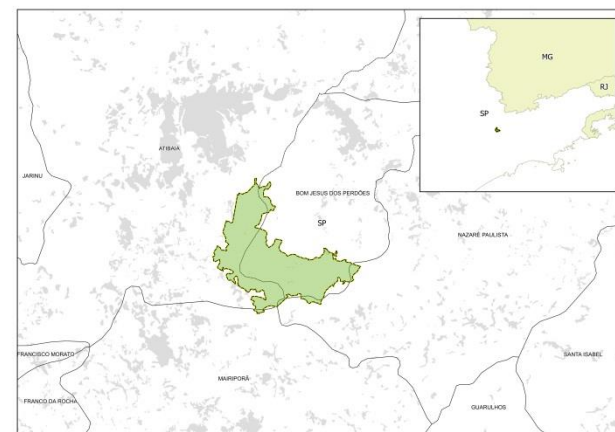 MG
RJ
SP
ATIBAIA
JARINU
BOM JESUS DOS PERDÕES
SP
NAZARÉ PAULISTA
FRANCISCO MORATO
SANTA ISABEL
MAIRIPORÃ
FRANCO DA ROCHA
GUARULHOS